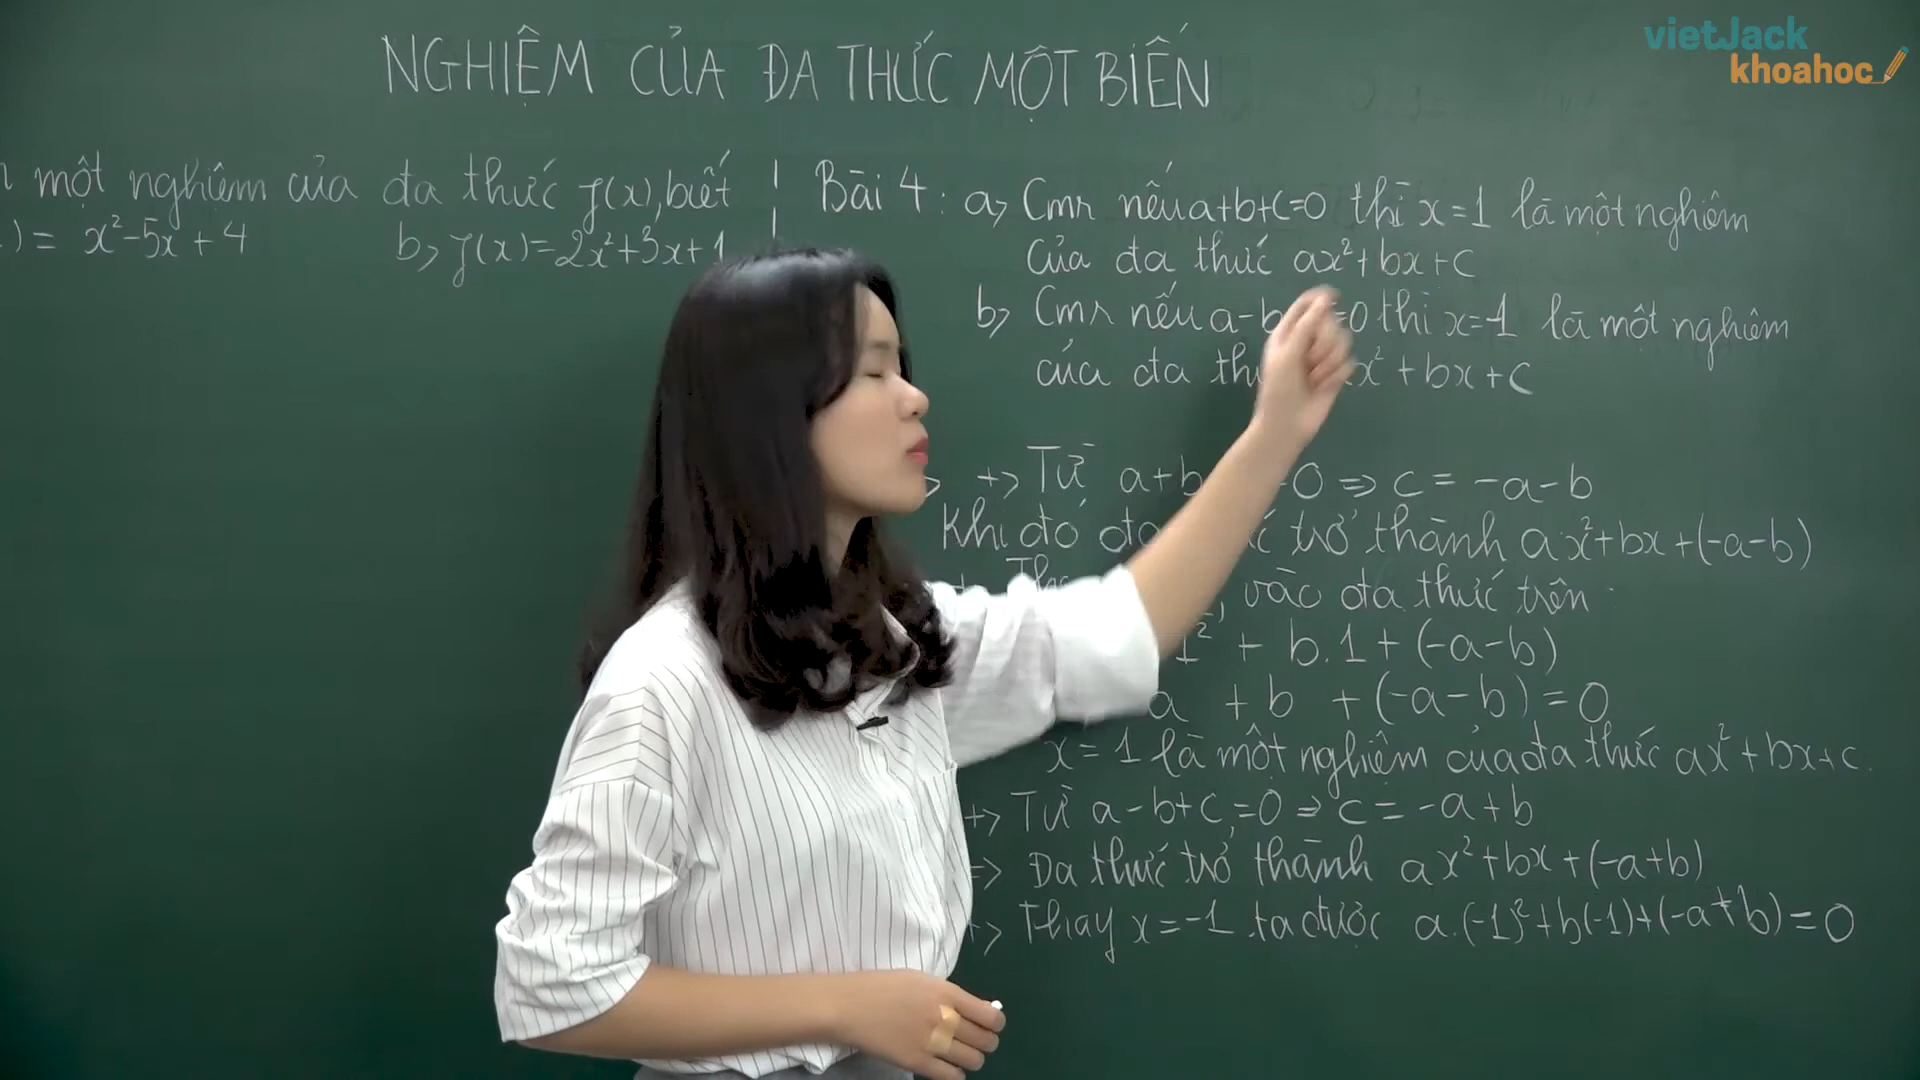 vietJack
khoahoc
NGHIỆM CỦA ĐA THỨC MỘT BIẾN
một nghiệm của đa thức f(x), biết
) = x²-5x+4 b, f(x)=2x²+3x+1
Bài 4: a, Cmr nếu a+b+c=0 thì x=1 là một nghiệm
của đa thức ax²+bx+c
b, Cmr nếu a-b =0 thì x=-1 là một nghiệm
của đa x²+bx+c
+> Từ a+b 0 => c = -a-b
Khi đó trở thành ax²+bx+(-a-b)
vào đa thức trên
1² + b.1+(-a-b)
a +b +(-a-b)=0
x=1 là một nghiệm của đa thức ax²+bx+c.
+> Từ a-b+c=0 => c=-a+b
=> Đa thức trở thành ax²+bx+(-a+b)
+> Thay x=-1 ta được a.(-1)²+b(-1)+(-a+b)=0